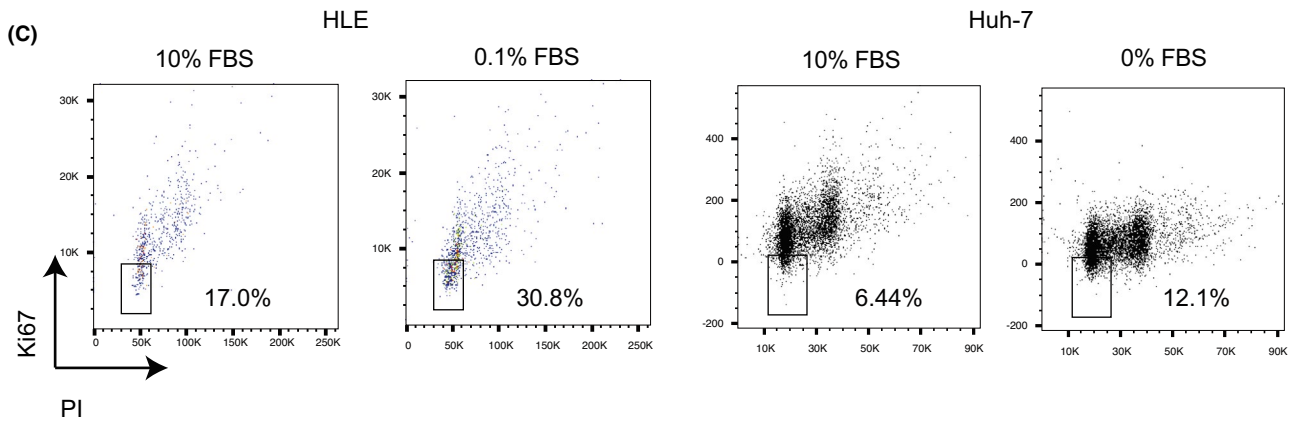 (C)
HLE
Huh-7
10% FBS
0.1% FBS
10% FBS
0% FBS
30K
20K
10K
17.0%
0 50K 100K 150K 200K 250K
30K
20K
10K
30.8%
0 50K 100K 150K 200K 250K
400
200
0
-200
6.44%
10K 30K 50K 70K 90K
400
200
0
-200
12.1%
10K 30K 50K 70K 90K
Ki67
PI